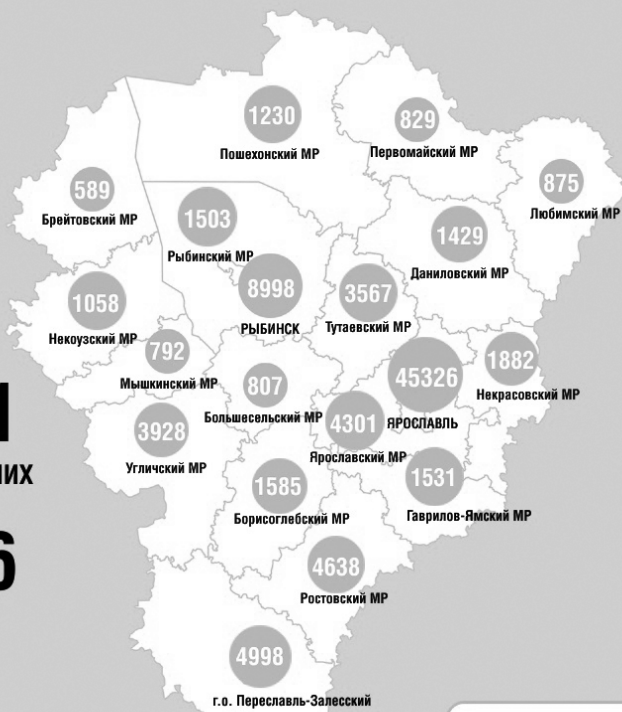 1230
Пошехонский МР
829
Первомайский МР
589
Брейтовский МР
875
Любимский МР
1503
Рыбинский МР
1429
Даниловский МР
8998
РЫБИНСК
3567
Тутаевский МР
1058
Некоузский МР
792
Мышкинский МР
807
Большесельский МР
45326
ЯРОСЛАВЛЬ
1882
Некрасовский МР
3928
Угличский МР
4301
Ярославский МР
1531
Гаврилов-Ямский МР
1585
Борисоглебский МР
4638
Ростовский МР
4998
г.о. Переславль-Залесский